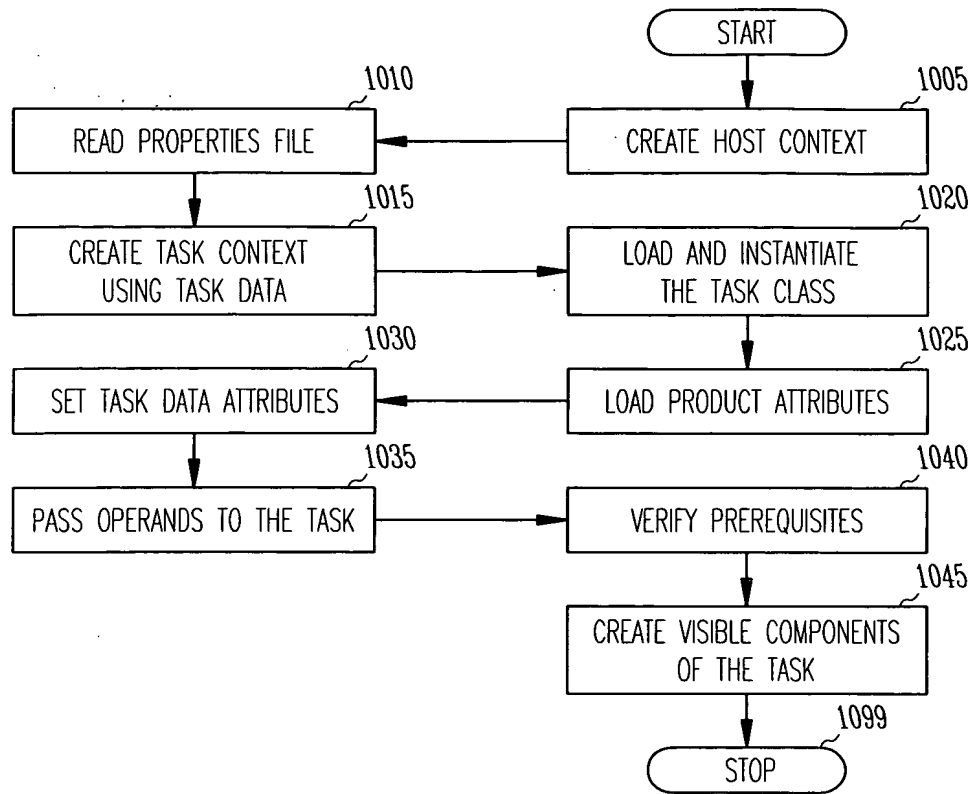 START
1005
CREATE HOST CONTEXT
1010
READ PROPERTIES FILE
1015
CREATE TASK CONTEXT
USING TASK DATA
1020
LOAD AND INSTANTIATE
THE TASK CLASS
1025
LOAD PRODUCT ATTRIBUTES
1030
SET TASK DATA ATTRIBUTES
1035
PASS OPERANDS TO THE TASK
1040
VERIFY PREREQUISITES
1045
CREATE VISIBLE COMPONENTS
OF THE TASK
1099
STOP